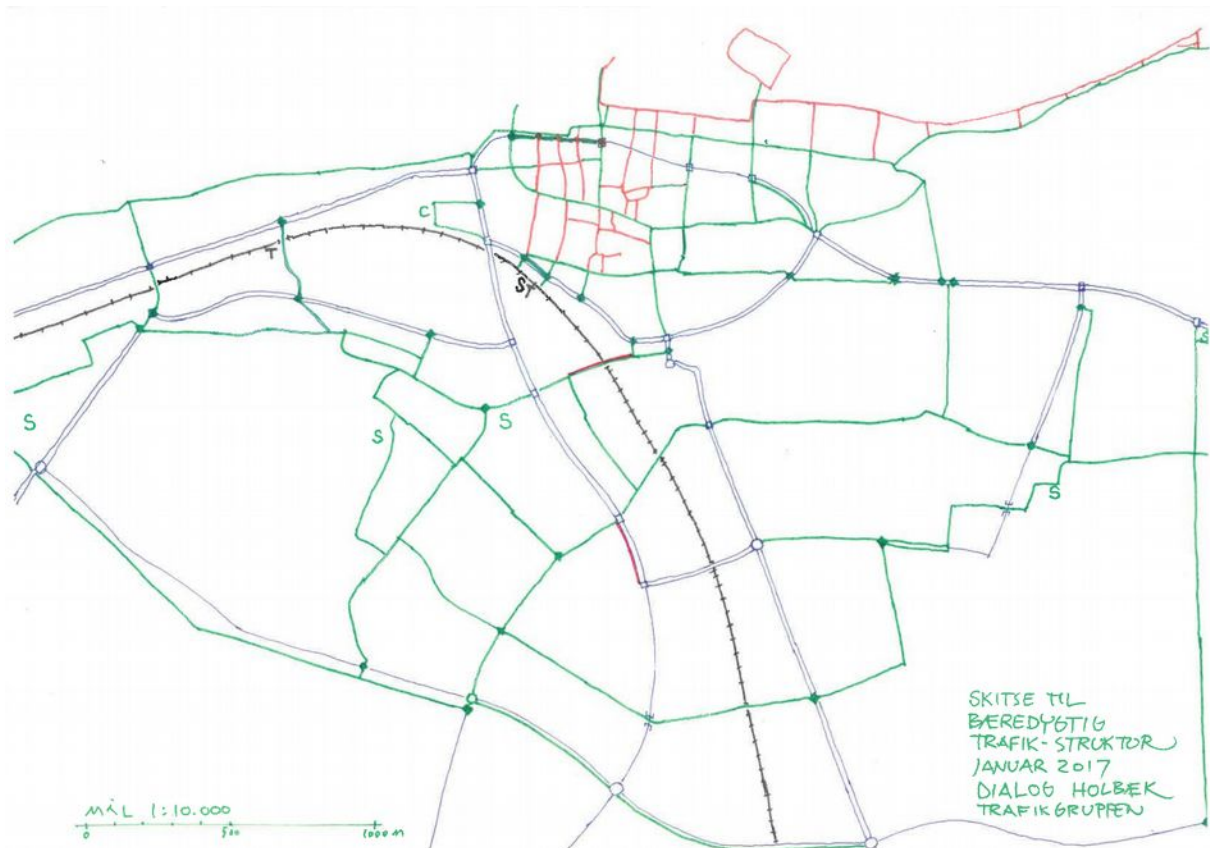 C
T
ST
S
S
S
S
S
SKITSE TIL
BÆREDYGTIG
TRAFIK-STRUKTUR
JANUAR 2017
DIALOG HOLBÆK
TRAFIKGRUPPEN
MÅL 1:10.000
0 500 1000 M